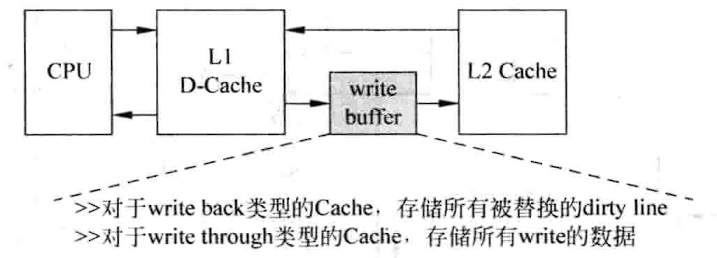 CPU
L1
D-Cache
write
buffer
L2 Cache
>>对于write back类型的Cache，存储所有被替换的dirty line
>>对于write through类型的Cache，存储所有write的数据